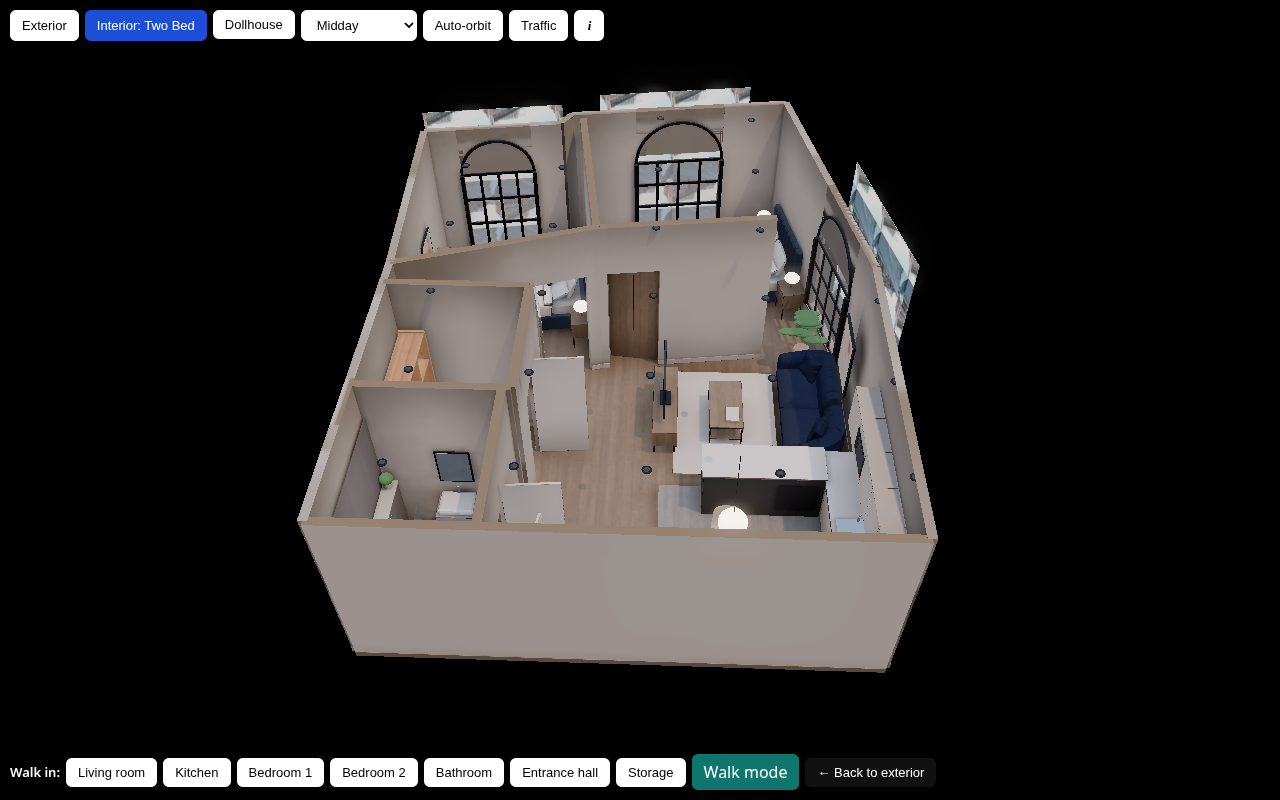 Exterior
Interior: Two Bed
Dollhouse
Midday
Auto-orbit
Traffic
i
Walk in:
Living room
Kitchen
Bedroom 1
Bedroom 2
Bathroom
Entrance hall
Storage
Walk mode
← Back to exterior